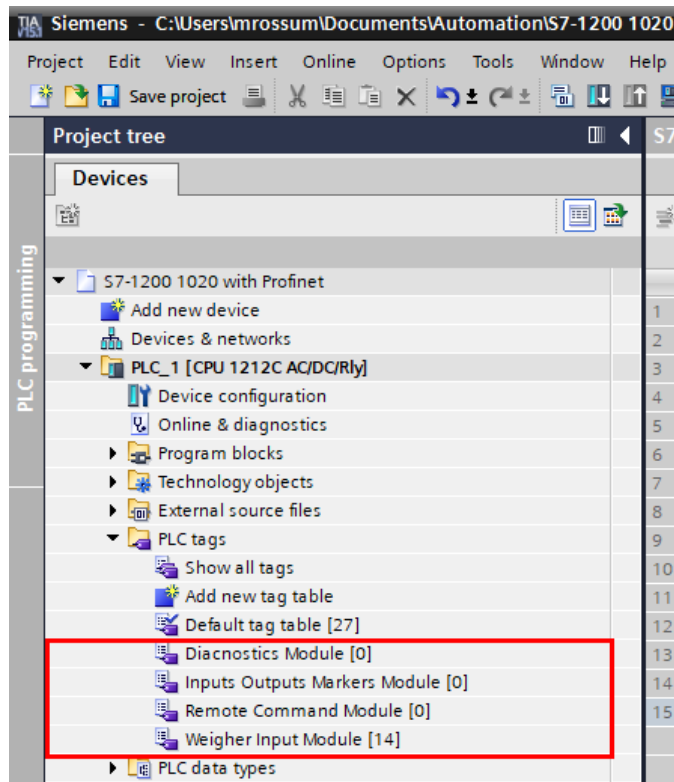 Siemens - C:\Users\mrossum\Documents\Automation\S7-1200 1020
Project Edit View Insert Online Options Tools Window Help
Save project
Project tree
S7
Devices
PLC programming
S7-1200 1020 with Profinet
Add new device
Devices & networks
PLC_1 [CPU 1212C AC/DC/Rly]
Device configuration
Online & diagnostics
Program blocks
Technology objects
External source files
PLC tags
Show all tags
Add new tag table
Default tag table [27]
Diacnostics Module [0]
Inputs Outputs Markers Module [0]
Remote Command Module [0]
Weigher Input Module [14]
PLC data types
1
2
3
4
5
6
7
8
9
10
11
12
13
14
15